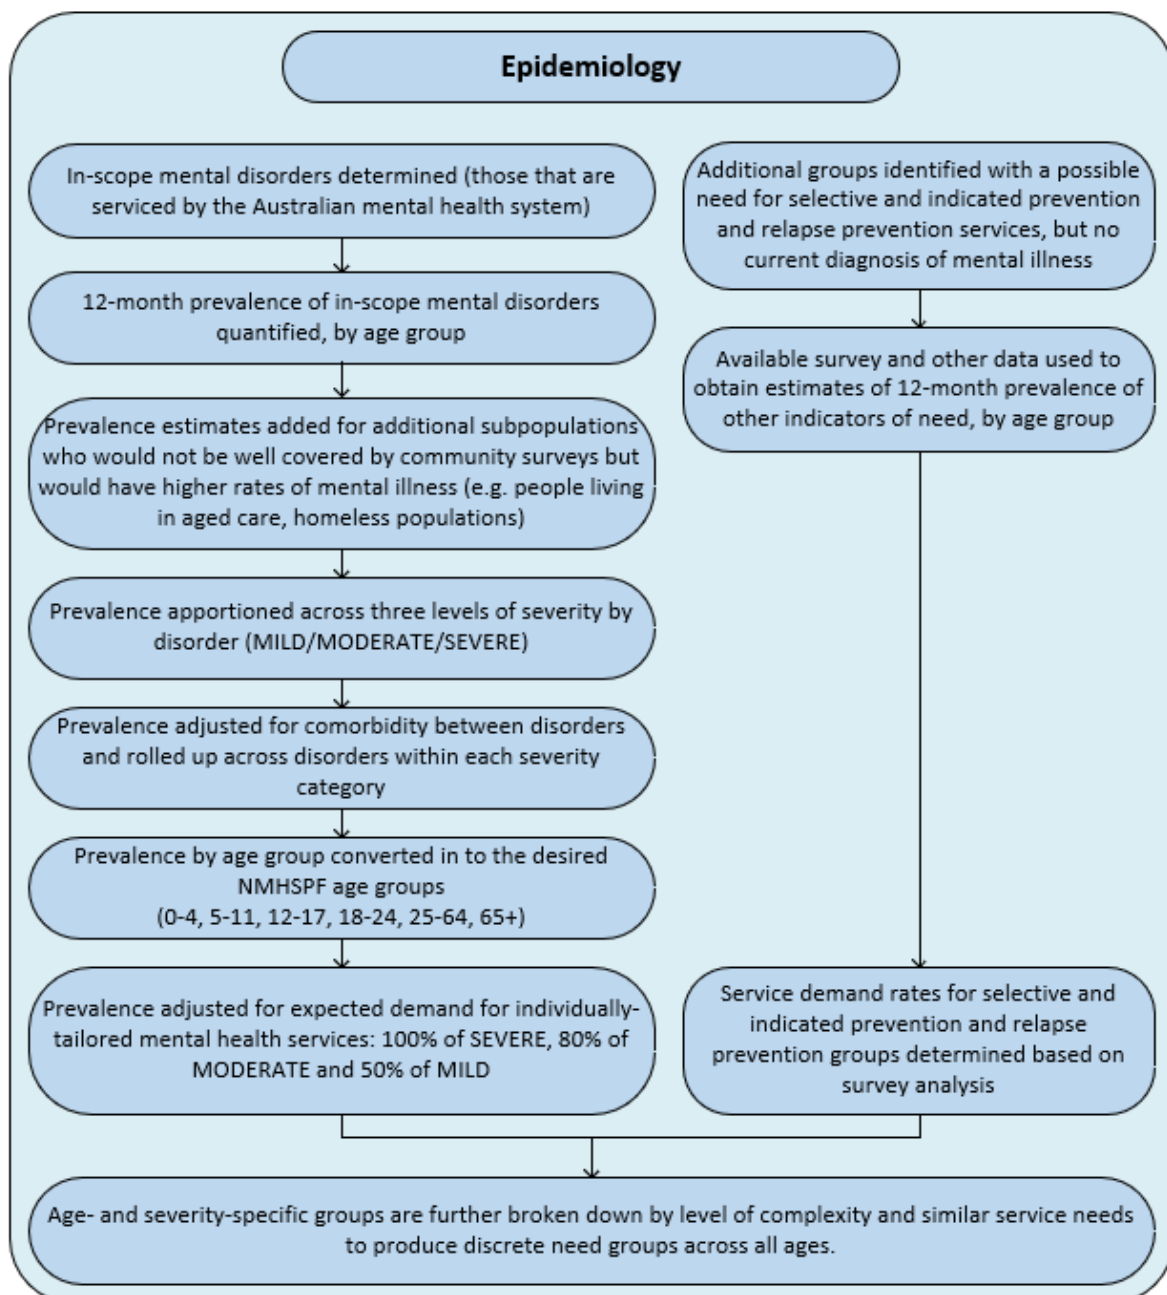 Epidemiology
In-scope mental disorders determined (those that are
serviced by the Australian mental health system)
12-month prevalence of in-scope mental disorders
quantified, by age group
Prevalence estimates added for additional subpopulations
who would not be well covered by community surveys but
would have higher rates of mental illness (e.g. people living
in aged care, homeless populations)
Prevalence apportioned across three levels of severity by
disorder (MILD/MODERATE/SEVERE)
Prevalence adjusted for comorbidity between disorders
and rolled up across disorders within each severity
category
Prevalence by age group converted in to the desired
NMHSPF age groups
(0-4, 5-11, 12-17, 18-24, 25-64, 65+)
Prevalence adjusted for expected demand for individually-
tailored mental health services: 100% of SEVERE, 80% of
MODERATE and 50% of MILD
Additional groups identified with a possible
need for selective and indicated prevention
and relapse prevention services, but no
current diagnosis of mental illness
Available survey and other data used to
obtain estimates of 12-month prevalence of
other indicators of need, by age group
Service demand rates for selective and
indicated prevention and relapse
prevention groups determined based on
survey analysis
Age- and severity-specific groups are further broken down by level of complexity and similar service needs
to produce discrete need groups across all ages.